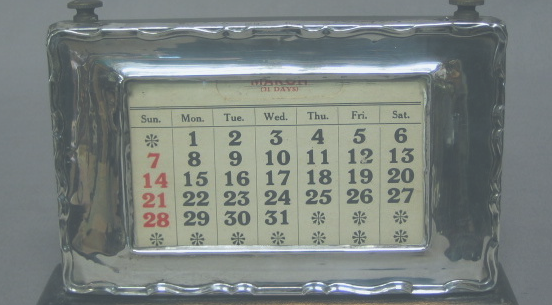 MARCH
(31 DAYS)
Sun. Mon. Tue. Wed. Thu. Fri. Sat.
1 2 3 4 5 6
7 8 9 10 11 12 13
14 15 16 17 18 19 20
21 22 23 24 25 26 27
28 29 30 31